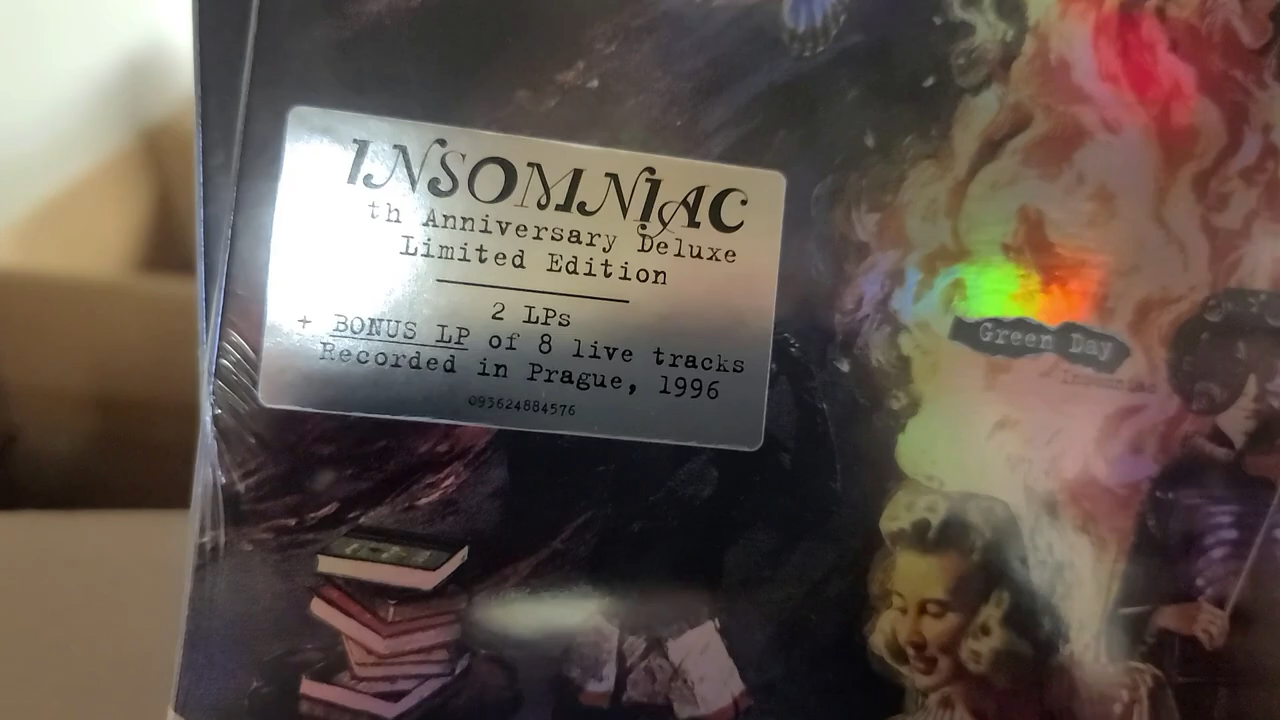 INSOMNIAC
th Anniversary Deluxe
Limited Edition
2 LPs
+ BONUS LP of 8 live tracks
Recorded in Prague, 1996
093624884576
Green Day
Insomniac